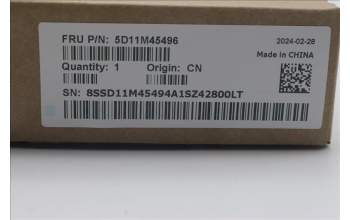 FRU P/N: 5D11M45496
2024-02-28
Made in CHINA
Quantity: 1 Origin: CN
SN: 8SSD11M45494A1SZ42800LT